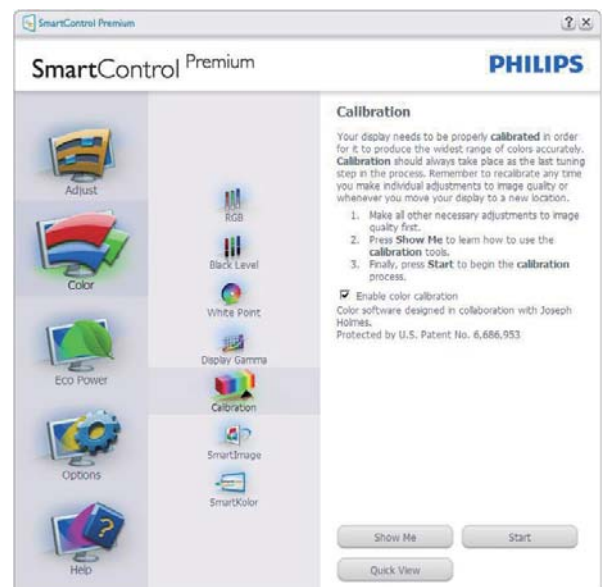 SmartControl Premium
SmartControl Premium
PHILIPS
Adjust
Color
Eco Power
Options
Help
RGB
Black Level
White Point
Display Gamma
Calibration
SmartImage
SmartKolor
Calibration
Your display needs to be properly calibrated in order
for it to produce the widest range of colors accurately.
Calibration should always take place as the last tuning
step in the process. Remember to recalibrate any time
you make individual adjustments to image quality or
whenever you move your display to a new location.
1. Make all other necessary adjustments to image
quality first.
2. Press Show Me to learn how to use the
calibration tools.
3. Finally, press Start to begin the calibration
process.
Enable color calibration
Color software designed in collaboration with Joseph
Holmes.
Protected by U.S. Patent No. 6,686,953
Show Me
Start
Quick View